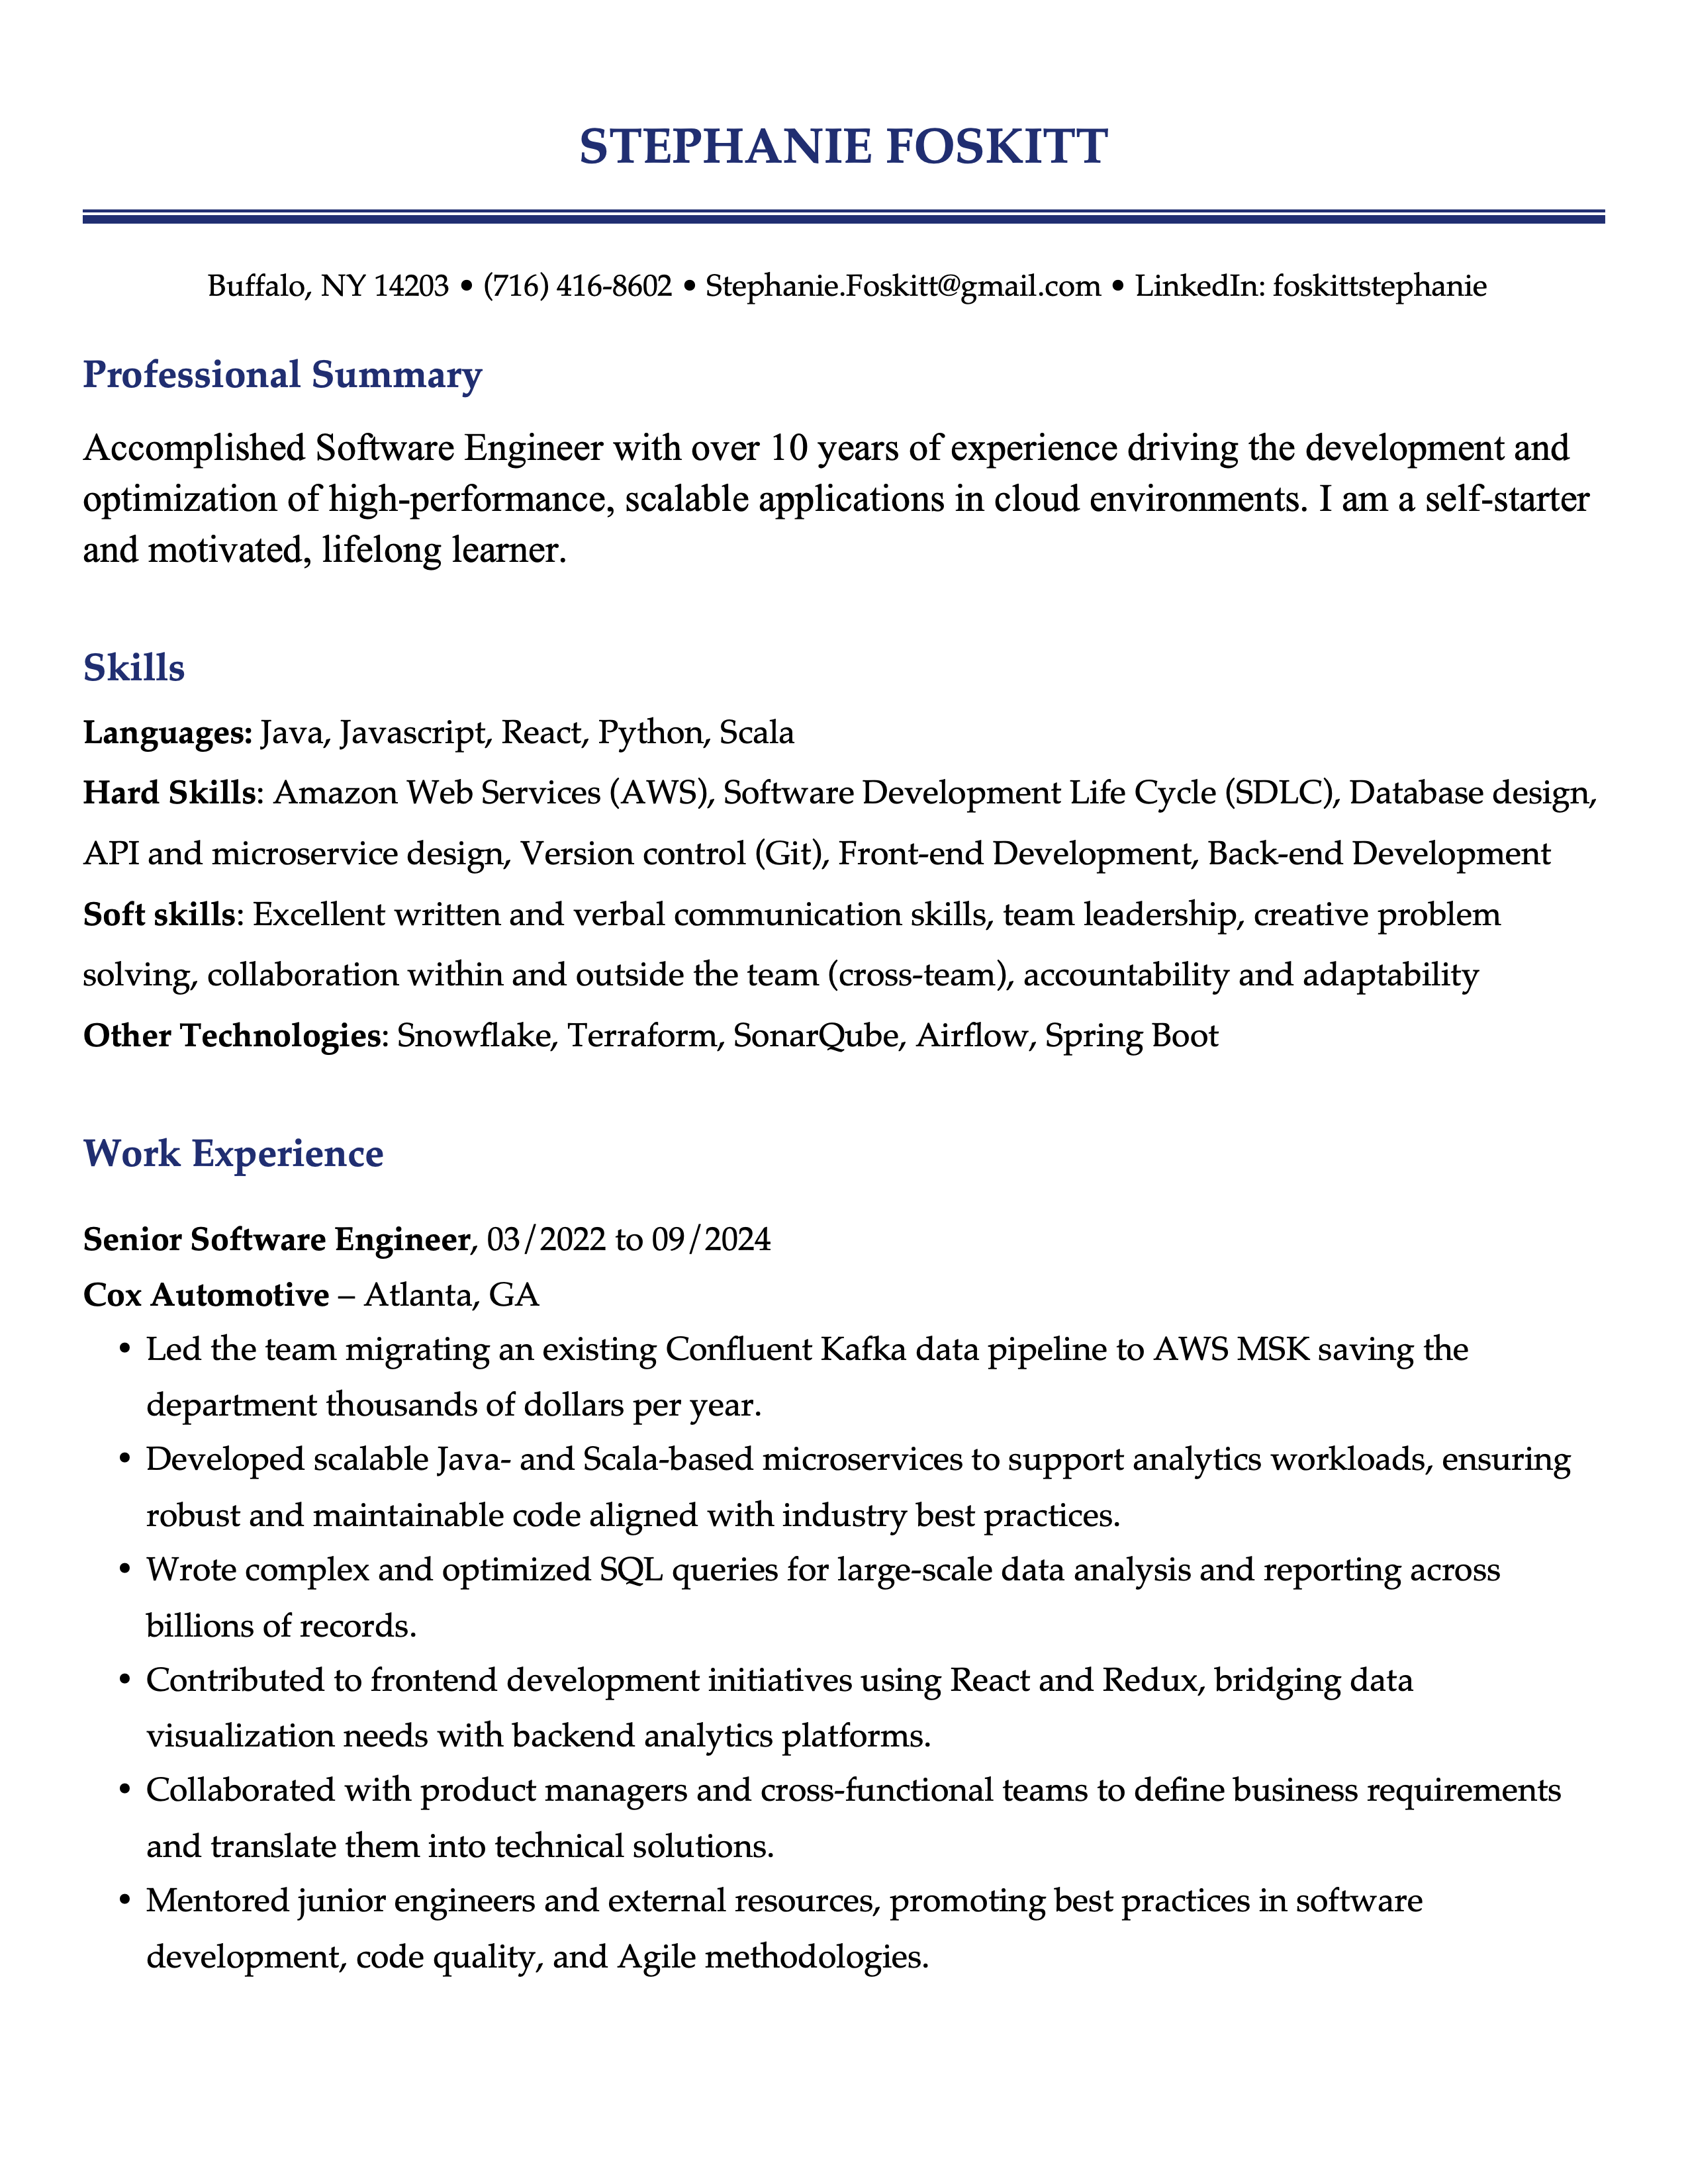 STEPHANIE FOSKITT
Buffalo, NY 14203 • (716) 416-8602 • Stephanie.Foskitt@gmail.com • LinkedIn: foskittstephanie
Professional Summary
Accomplished Software Engineer with over 10 years of experience driving the development and
optimization of high-performance, scalable applications in cloud environments. I am a self-starter
and motivated, lifelong learner.
Skills
Languages: Java, Javascript, React, Python, Scala
Hard Skills: Amazon Web Services (AWS), Software Development Life Cycle (SDLC), Database design,
API and microservice design, Version control (Git), Front-end Development, Back-end Development
Soft skills: Excellent written and verbal communication skills, team leadership, creative problem
solving, collaboration within and outside the team (cross-team), accountability and adaptability
Other Technologies: Snowflake, Terraform, SonarQube, Airflow, Spring Boot
Work Experience
Senior Software Engineer, 03/2022 to 09/2024
Cox Automotive – Atlanta, GA
• Led the team migrating an existing Confluent Kafka data pipeline to AWS MSK saving the
department thousands of dollars per year.
• Developed scalable Java- and Scala-based microservices to support analytics workloads, ensuring
robust and maintainable code aligned with industry best practices.
• Wrote complex and optimized SQL queries for large-scale data analysis and reporting across
billions of records.
• Contributed to frontend development initiatives using React and Redux, bridging data
visualization needs with backend analytics platforms.
• Collaborated with product managers and cross-functional teams to define business requirements
and translate them into technical solutions.
• Mentored junior engineers and external resources, promoting best practices in software
development, code quality, and Agile methodologies.